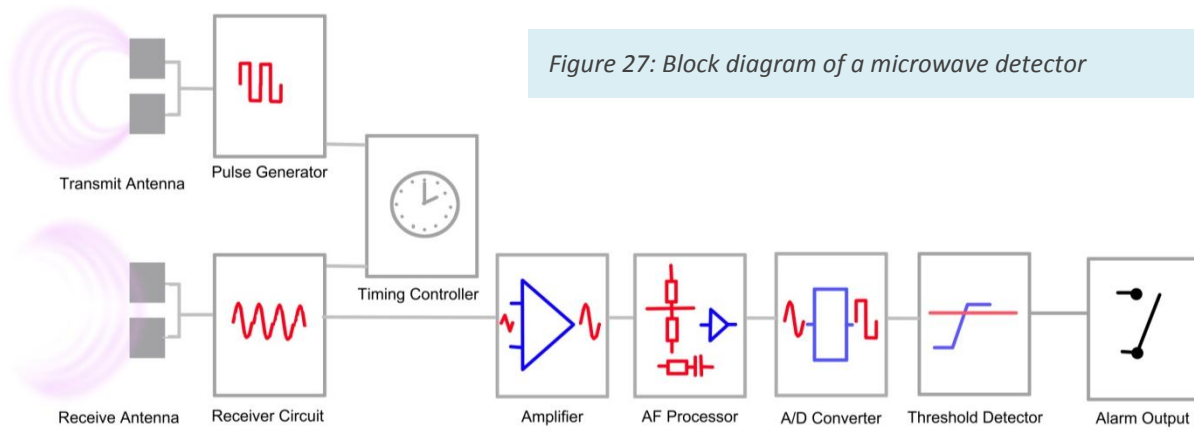 Figure 27: Block diagram of a microwave detector
Transmit Antenna
Pulse Generator
Timing Controller
Receive Antenna
Receiver Circuit
Amplifier
AF Processor
A/D Converter
Threshold Detector
Alarm Output